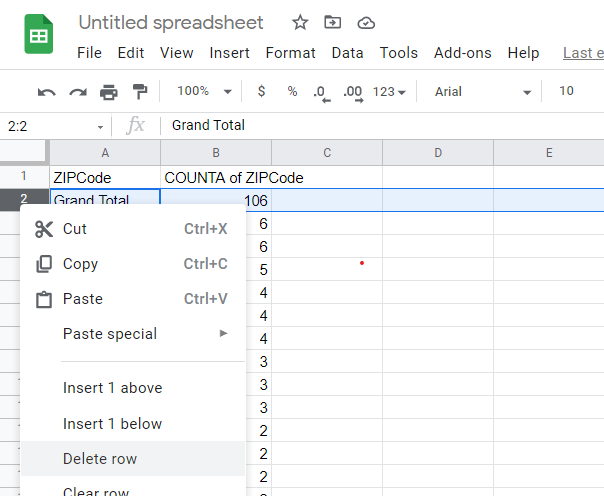 Untitled spreadsheet
File Edit View Insert Format Data Tools Add-ons Help Last e
100% $ % .0 .00 123 Arial 10
2:2 fx Grand Total
A B C D E
1 ZIPCode COUNTA of ZIPCode
2 Grand Total 106
Cut Ctrl+X 6
6
Copy Ctrl+C 5
4
Paste Ctrl+V 4
Paste special 4
3
Insert 1 above 3
3
Insert 1 below 2
Delete row 2
2
Clear row